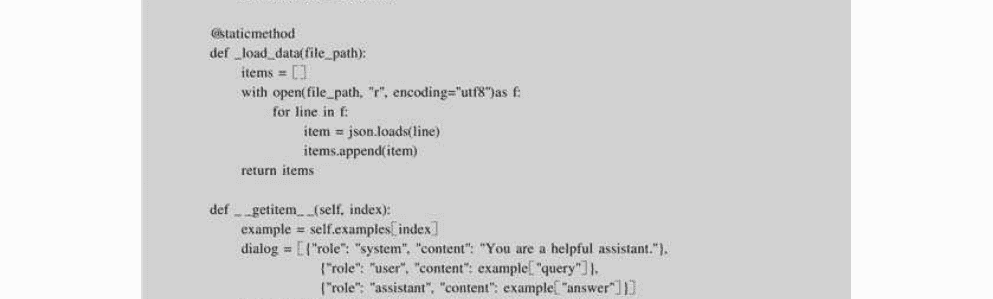 @staticmethod
def _load_data(file_path):
items = []
with open(file_path, "r", encoding="utf8")as f:
for line in f:
item = json.loads(line)
items.append(item)
return items
def _ _getitem_ _(self, index):
example = self.examples[index]
dialog = [{"role": "system", "content": "You are a helpful assistant."},
{"role": "user", "content": example["query"]},
{"role": "assistant", "content": example["answer"]}]